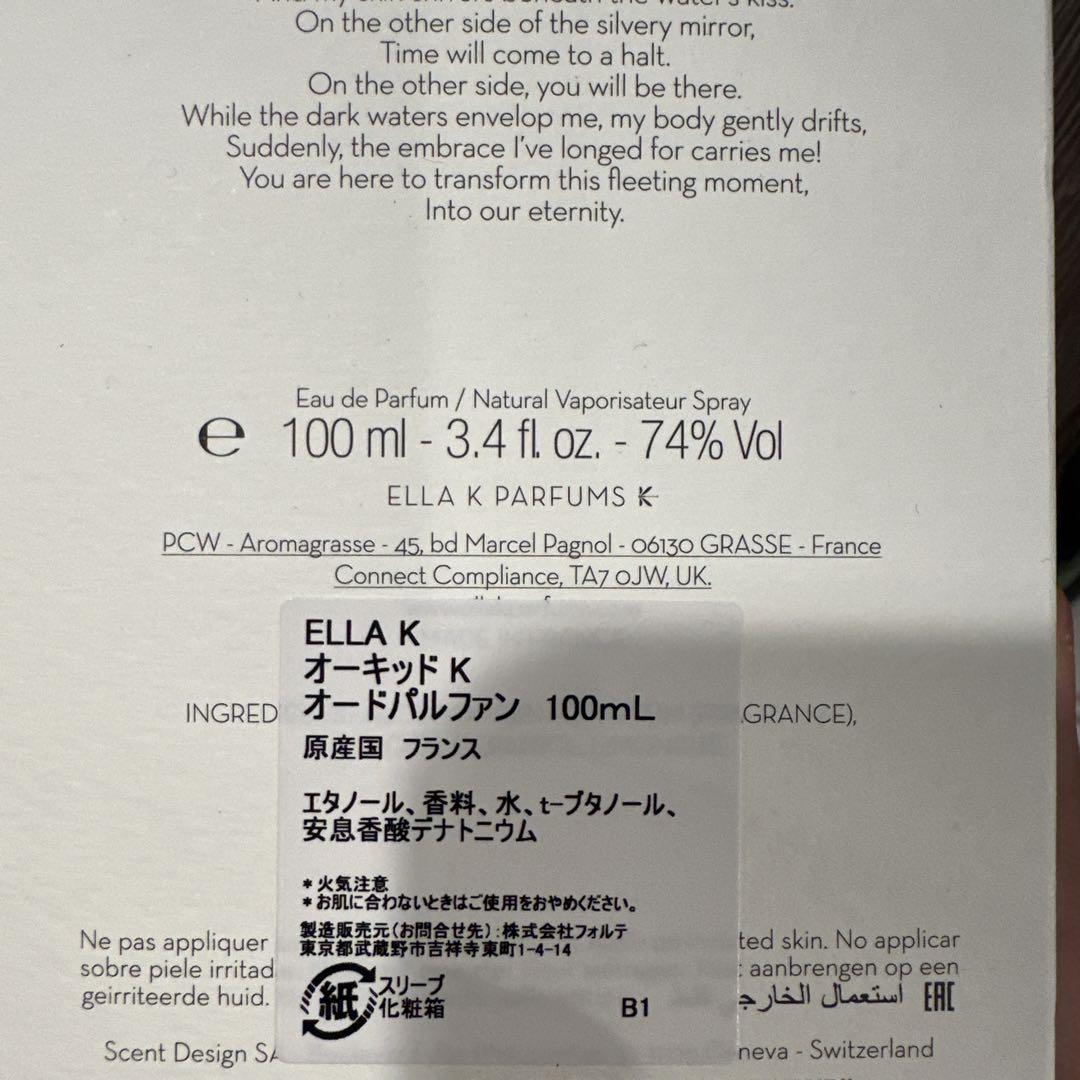 On the other side of the silvery mirror,
Time will come to a halt.
On the other side, you will be there.
While the dark waters envelop me, my body gently drifts,
Suddenly, the embrace I've longed for carries me!
You are here to transform this fleeting moment,
Into our eternity.
Eau de Parfum / Natural Vaporisateur Spray
e 100 ml - 3.4 fl. oz. - 74% Vol
ELLA K PARFUMS K
PCW - Aromagrasse - 45, bd Marcel Pagnol - 06130 GRASSE - France
Connect Compliance, TA7 0JW, UK.
ELLA K
オーキッド K
オードパルファン 100mL
原産国 フランス
エタノール、香料、水、t-ブタノール、
安息香酸デナトニウム
*火気注意
*お肌に合わないときはご使用をおやめください。
製造販売元(お問合せ先):株式会社フォルテ
東京都武蔵野市吉祥寺東町1-4-14
紙 スリーブ
化粧箱 B1
INGRED GRANCE),
Ne pas appliquer ted skin. No applicar
sobre piele irritad aanbrengen op een
geirriteerde huid. استعمال الخارج EAC
Scent Design SA neva - Switzerland